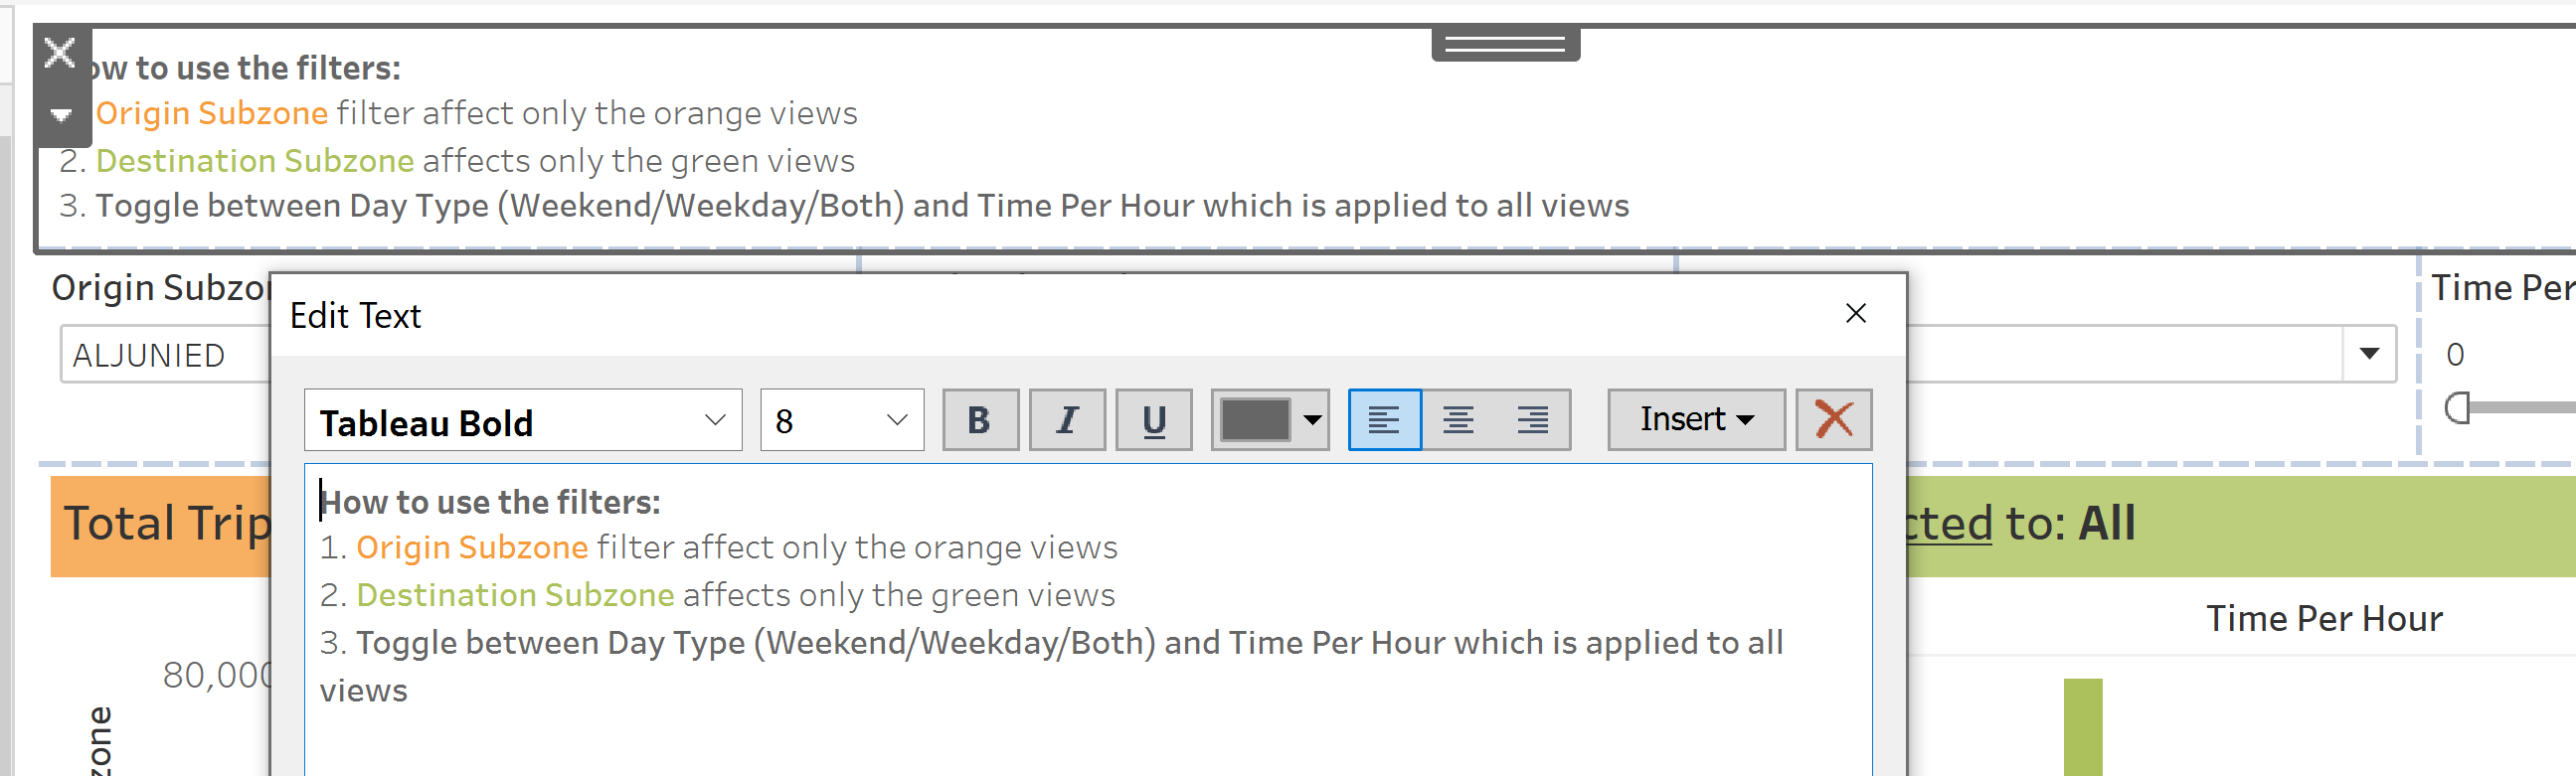 ow to use the filters:
Origin Subzone filter affect only the orange views
2. Destination Subzone affects only the green views
3. Toggle between Day Type (Weekend/Weekday/Both) and Time Per Hour which is applied to all views
Origin Subzon
Time Per
ALJUNIED
0
Edit Text
Tableau Bold
8
B I U
Insert
How to use the filters:
1. Origin Subzone filter affect only the orange views
2. Destination Subzone affects only the green views
3. Toggle between Day Type (Weekend/Weekday/Both) and Time Per Hour which is applied to all
views
Total Trip
cted to: All
Time Per Hour
80,000
zone